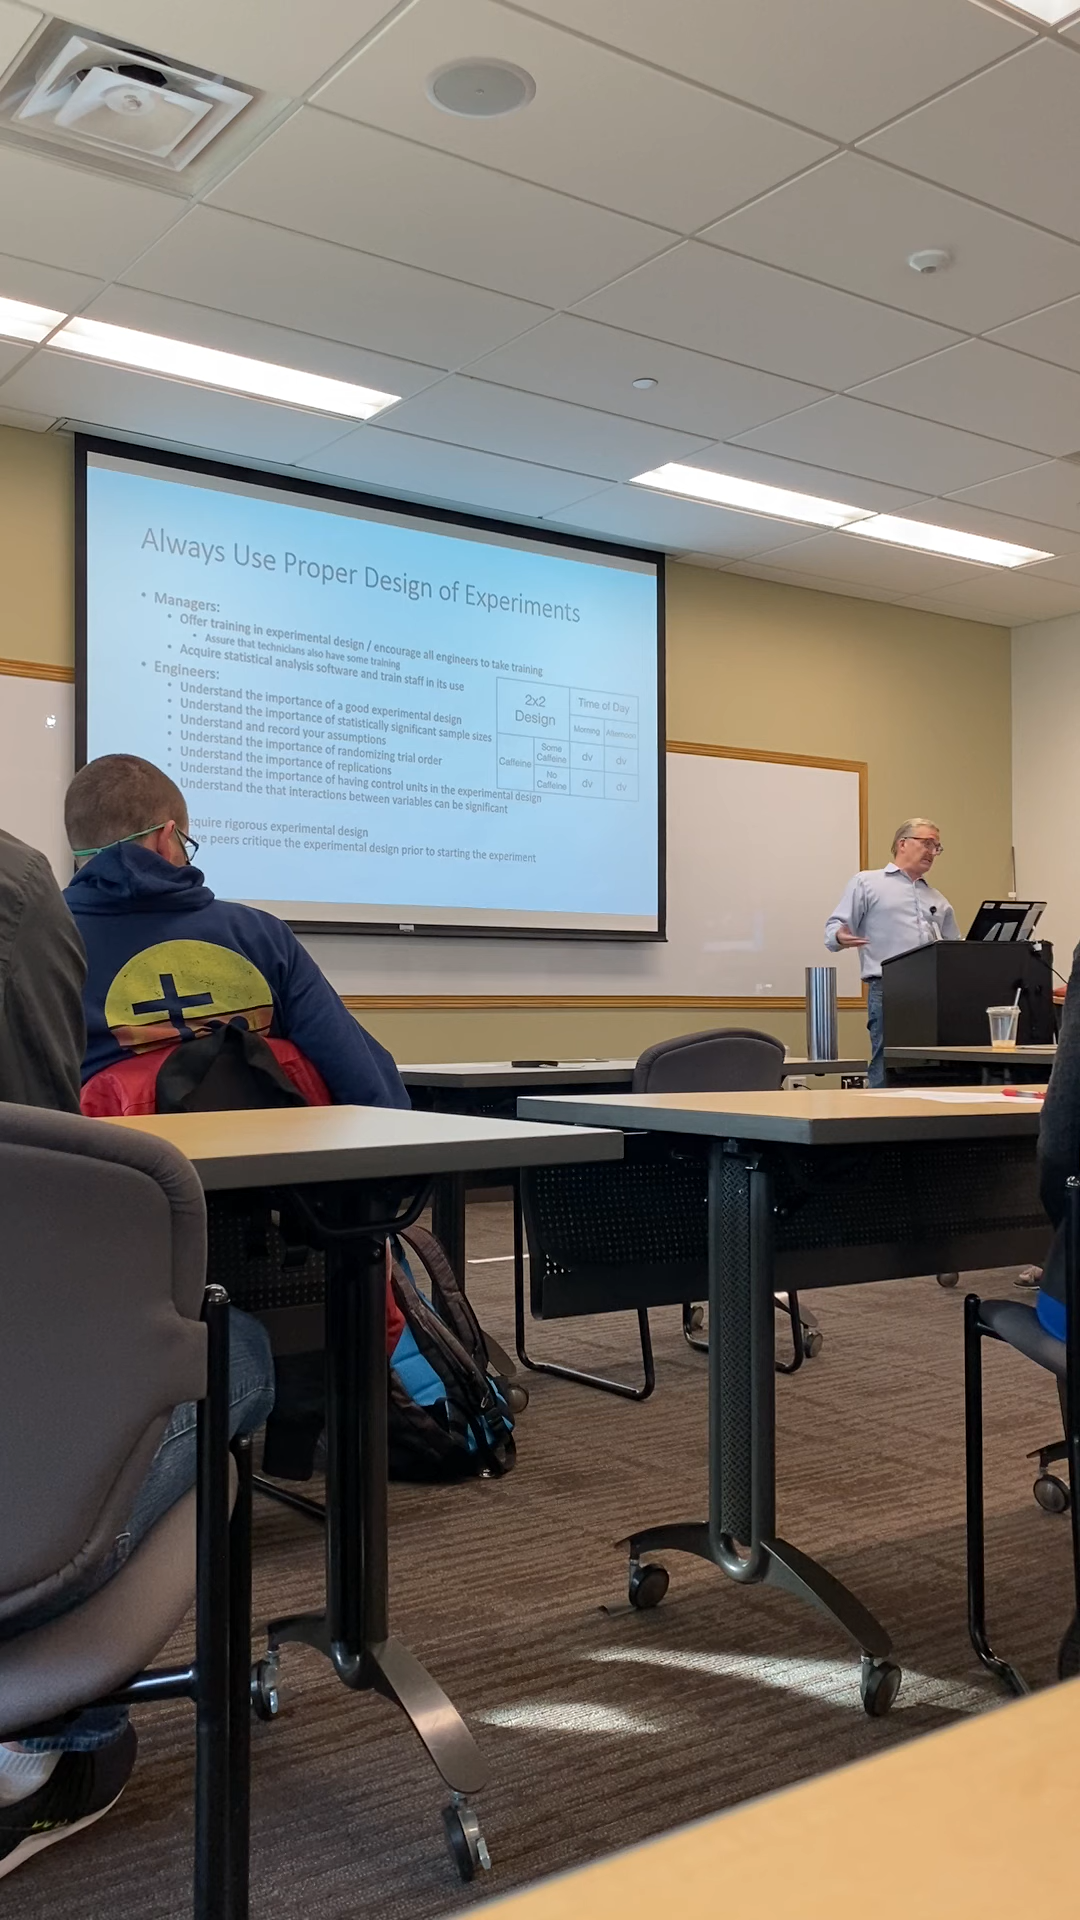 Always Use Proper Design of Experiments
• Managers:
• Offer training in experimental design / encourage all engineers to take training
• Assure that technicians also have some training
• Acquire statistical analysis software and train staff in its use
• Engineers:
• Understand the importance of a good experimental design
• Understand the importance of statistically significant sample sizes
• Understand and record your assumptions
• Understand the importance of randomizing trial order
• Understand the importance of replications
• Understand the importance of having control units in the experimental design
Understand the that interactions between variables can be significant
equire rigorous experimental design
ve peers critique the experimental design prior to starting the experiment
2x2
Design
Time of Day
Morning Afternoon
Caffeine
Some
Caffeine
dv dv
No
Caffeine
dv dv